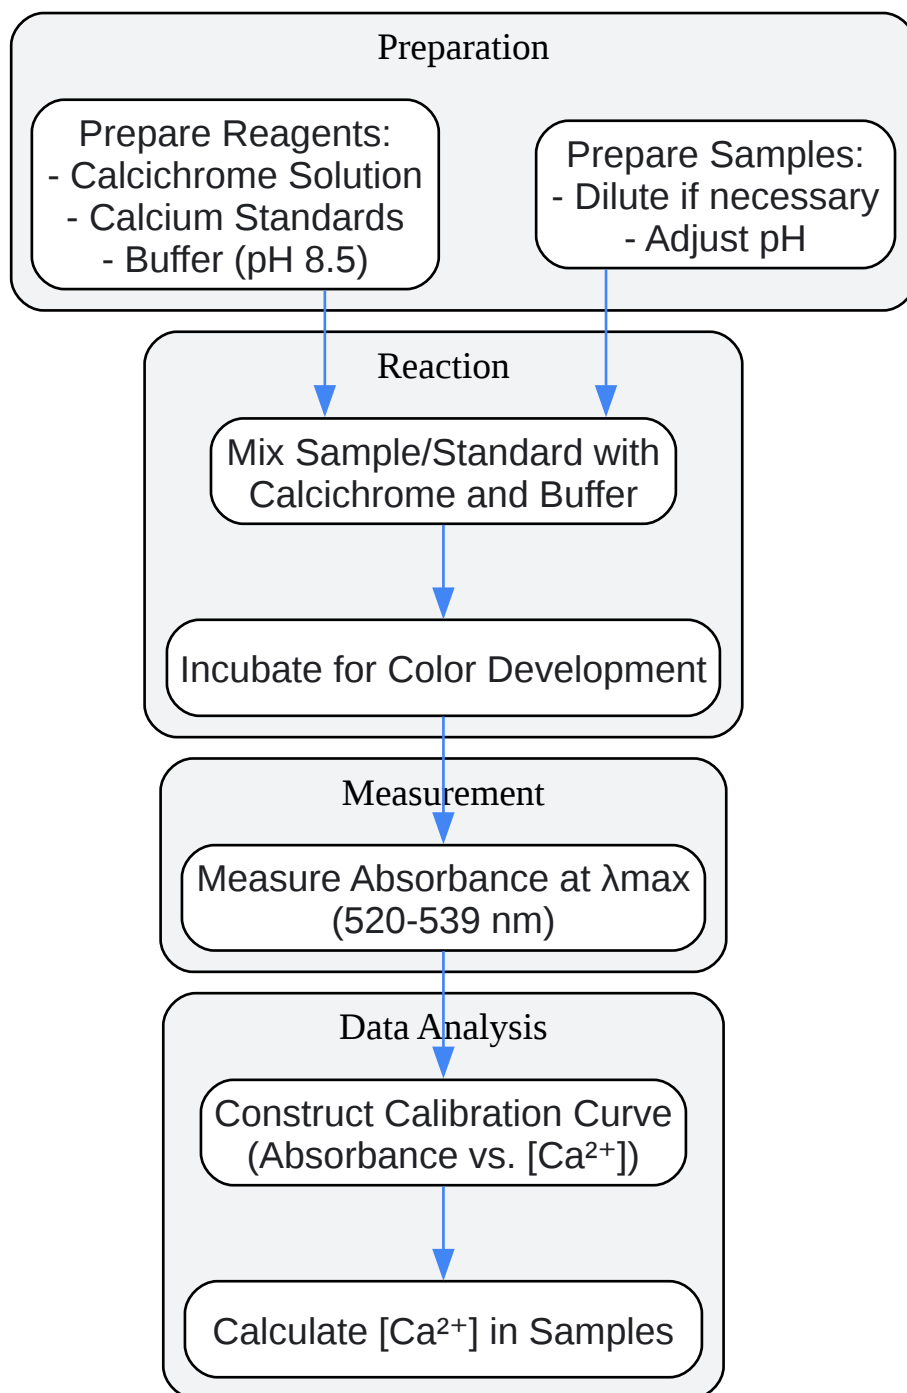 Preparation
Prepare Reagents:
- Calcichrome Solution
- Calcium Standards
- Buffer (pH 8.5)
Prepare Samples:
- Dilute if necessary
- Adjust pH
Reaction
Mix Sample/Standard with
Calcichrome and Buffer
Incubate for Color Development
Measurement
Measure Absorbance at λmax
(520-539 nm)
Data Analysis
Construct Calibration Curve
(Absorbance vs. [Ca²⁺])
Calculate [Ca²⁺] in Samples